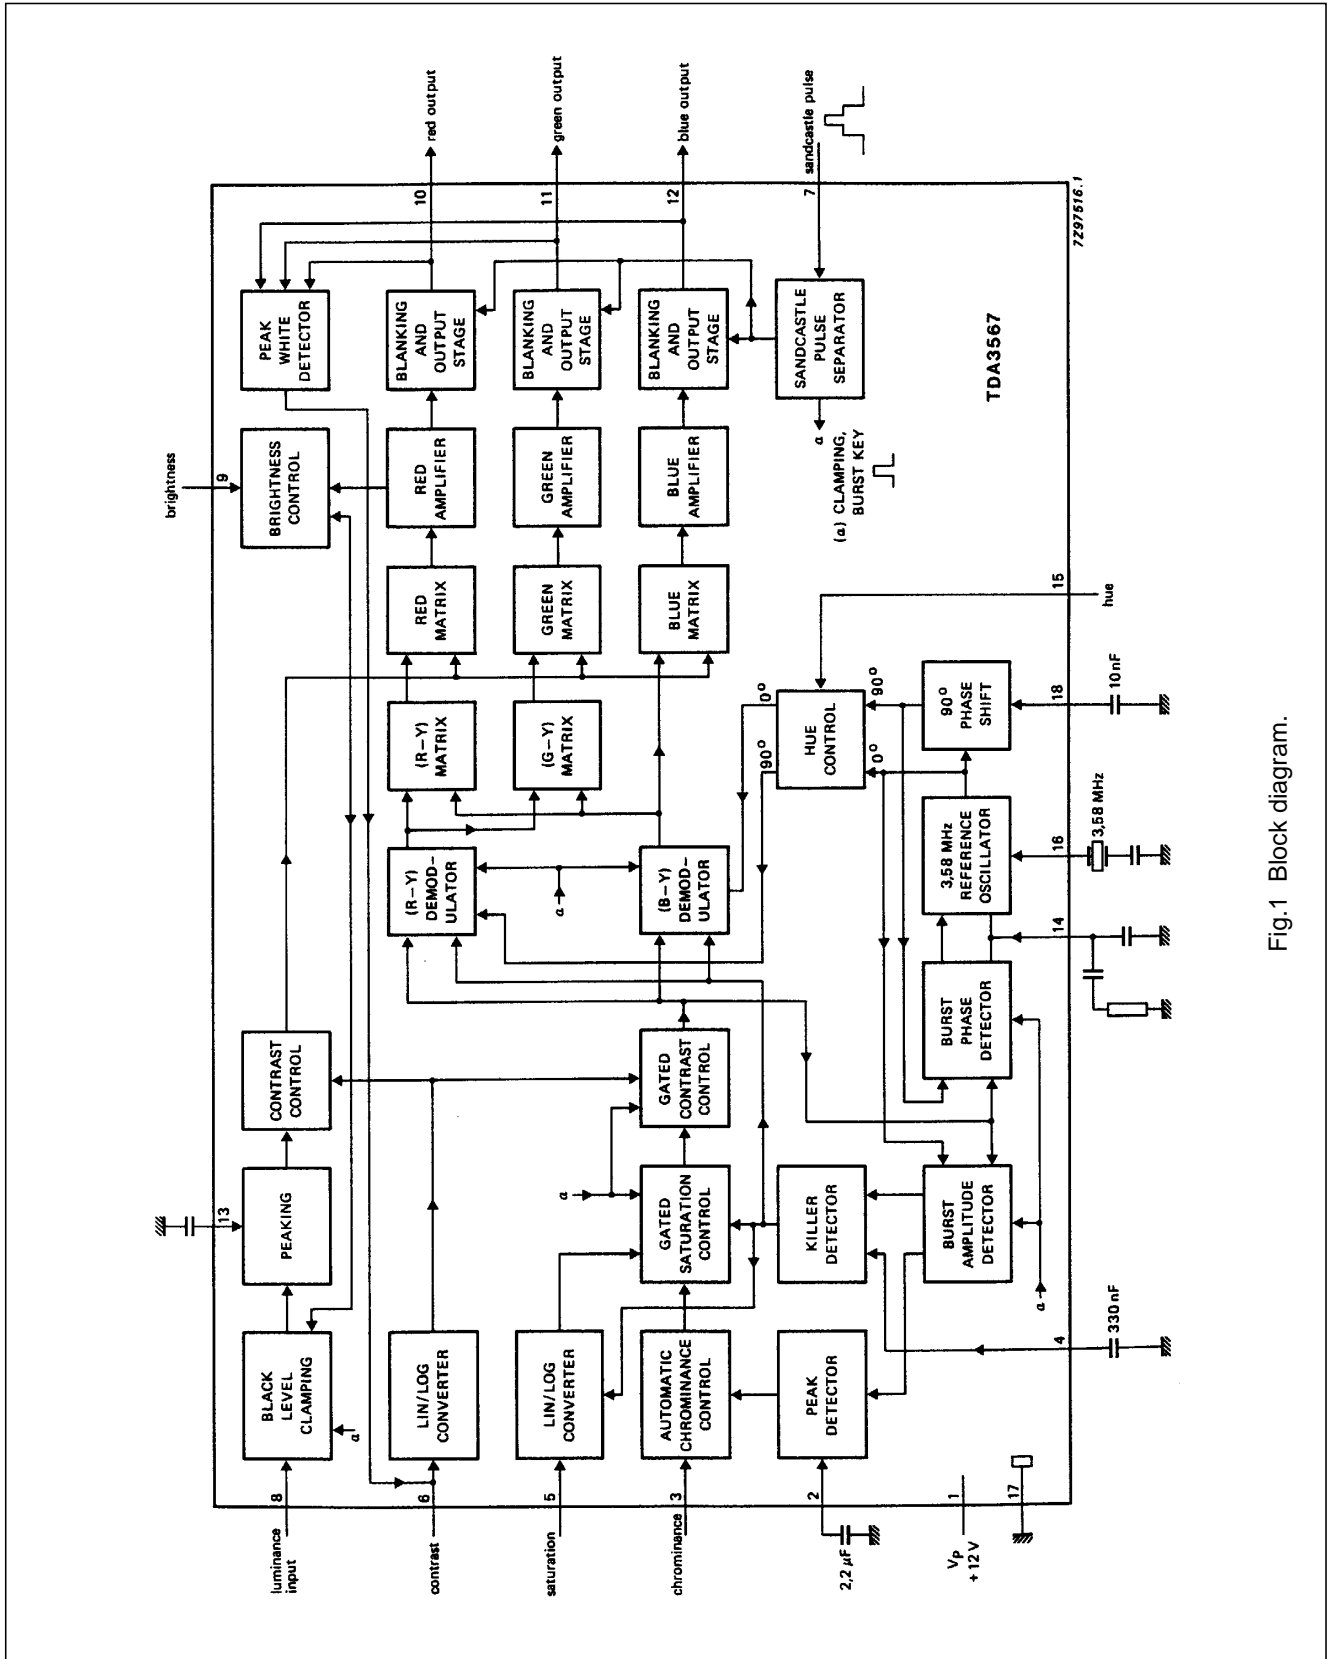 brightness
9
13
8
luminance
input
BLACK
LEVEL
CLAMPING
a
PEAKING
CONTRAST
CONTROL
BRIGHTNESS
CONTROL
PEAK
WHITE
DETECTOR
6
contrast
LIN/LOG
CONVERTER
(R–Y)
DEMOD-
ULATOR
(R–Y)
MATRIX
RED
MATRIX
RED
AMPLIFIER
BLANKING
AND
OUTPUT
STAGE
10
red output
5
saturation
LIN/LOG
CONVERTER
a
a
(G–Y)
MATRIX
GREEN
MATRIX
GREEN
AMPLIFIER
BLANKING
AND
OUTPUT
STAGE
11
green output
3
chrominance
AUTOMATIC
CHROMINANCE
CONTROL
GATED
SATURATION
CONTROL
GATED
CONTRAST
CONTROL
(B–Y)
DEMOD-
ULATOR
BLUE
MATRIX
BLUE
AMPLIFIER
BLANKING
AND
OUTPUT
STAGE
12
blue output
2
2,2 µF
PEAK
DETECTOR
KILLER
DETECTOR
90°
0°
HUE
CONTROL
0°
90°
a
(a) CLAMPING,
BURST KEY
SANDCASTLE
PULSE
SEPARATOR
7
sandcastle pulse
1
VP
+ 12 V
17
a
BURST
AMPLITUDE
DETECTOR
BURST
PHASE
DETECTOR
3,58 MHz
REFERENCE
OSCILLATOR
90°
PHASE
SHIFT
TDA3567
4
330 nF
14
16
3,58 MHz
18
10 nF
15
hue
7Z97516.1
Fig.1 Block diagram.